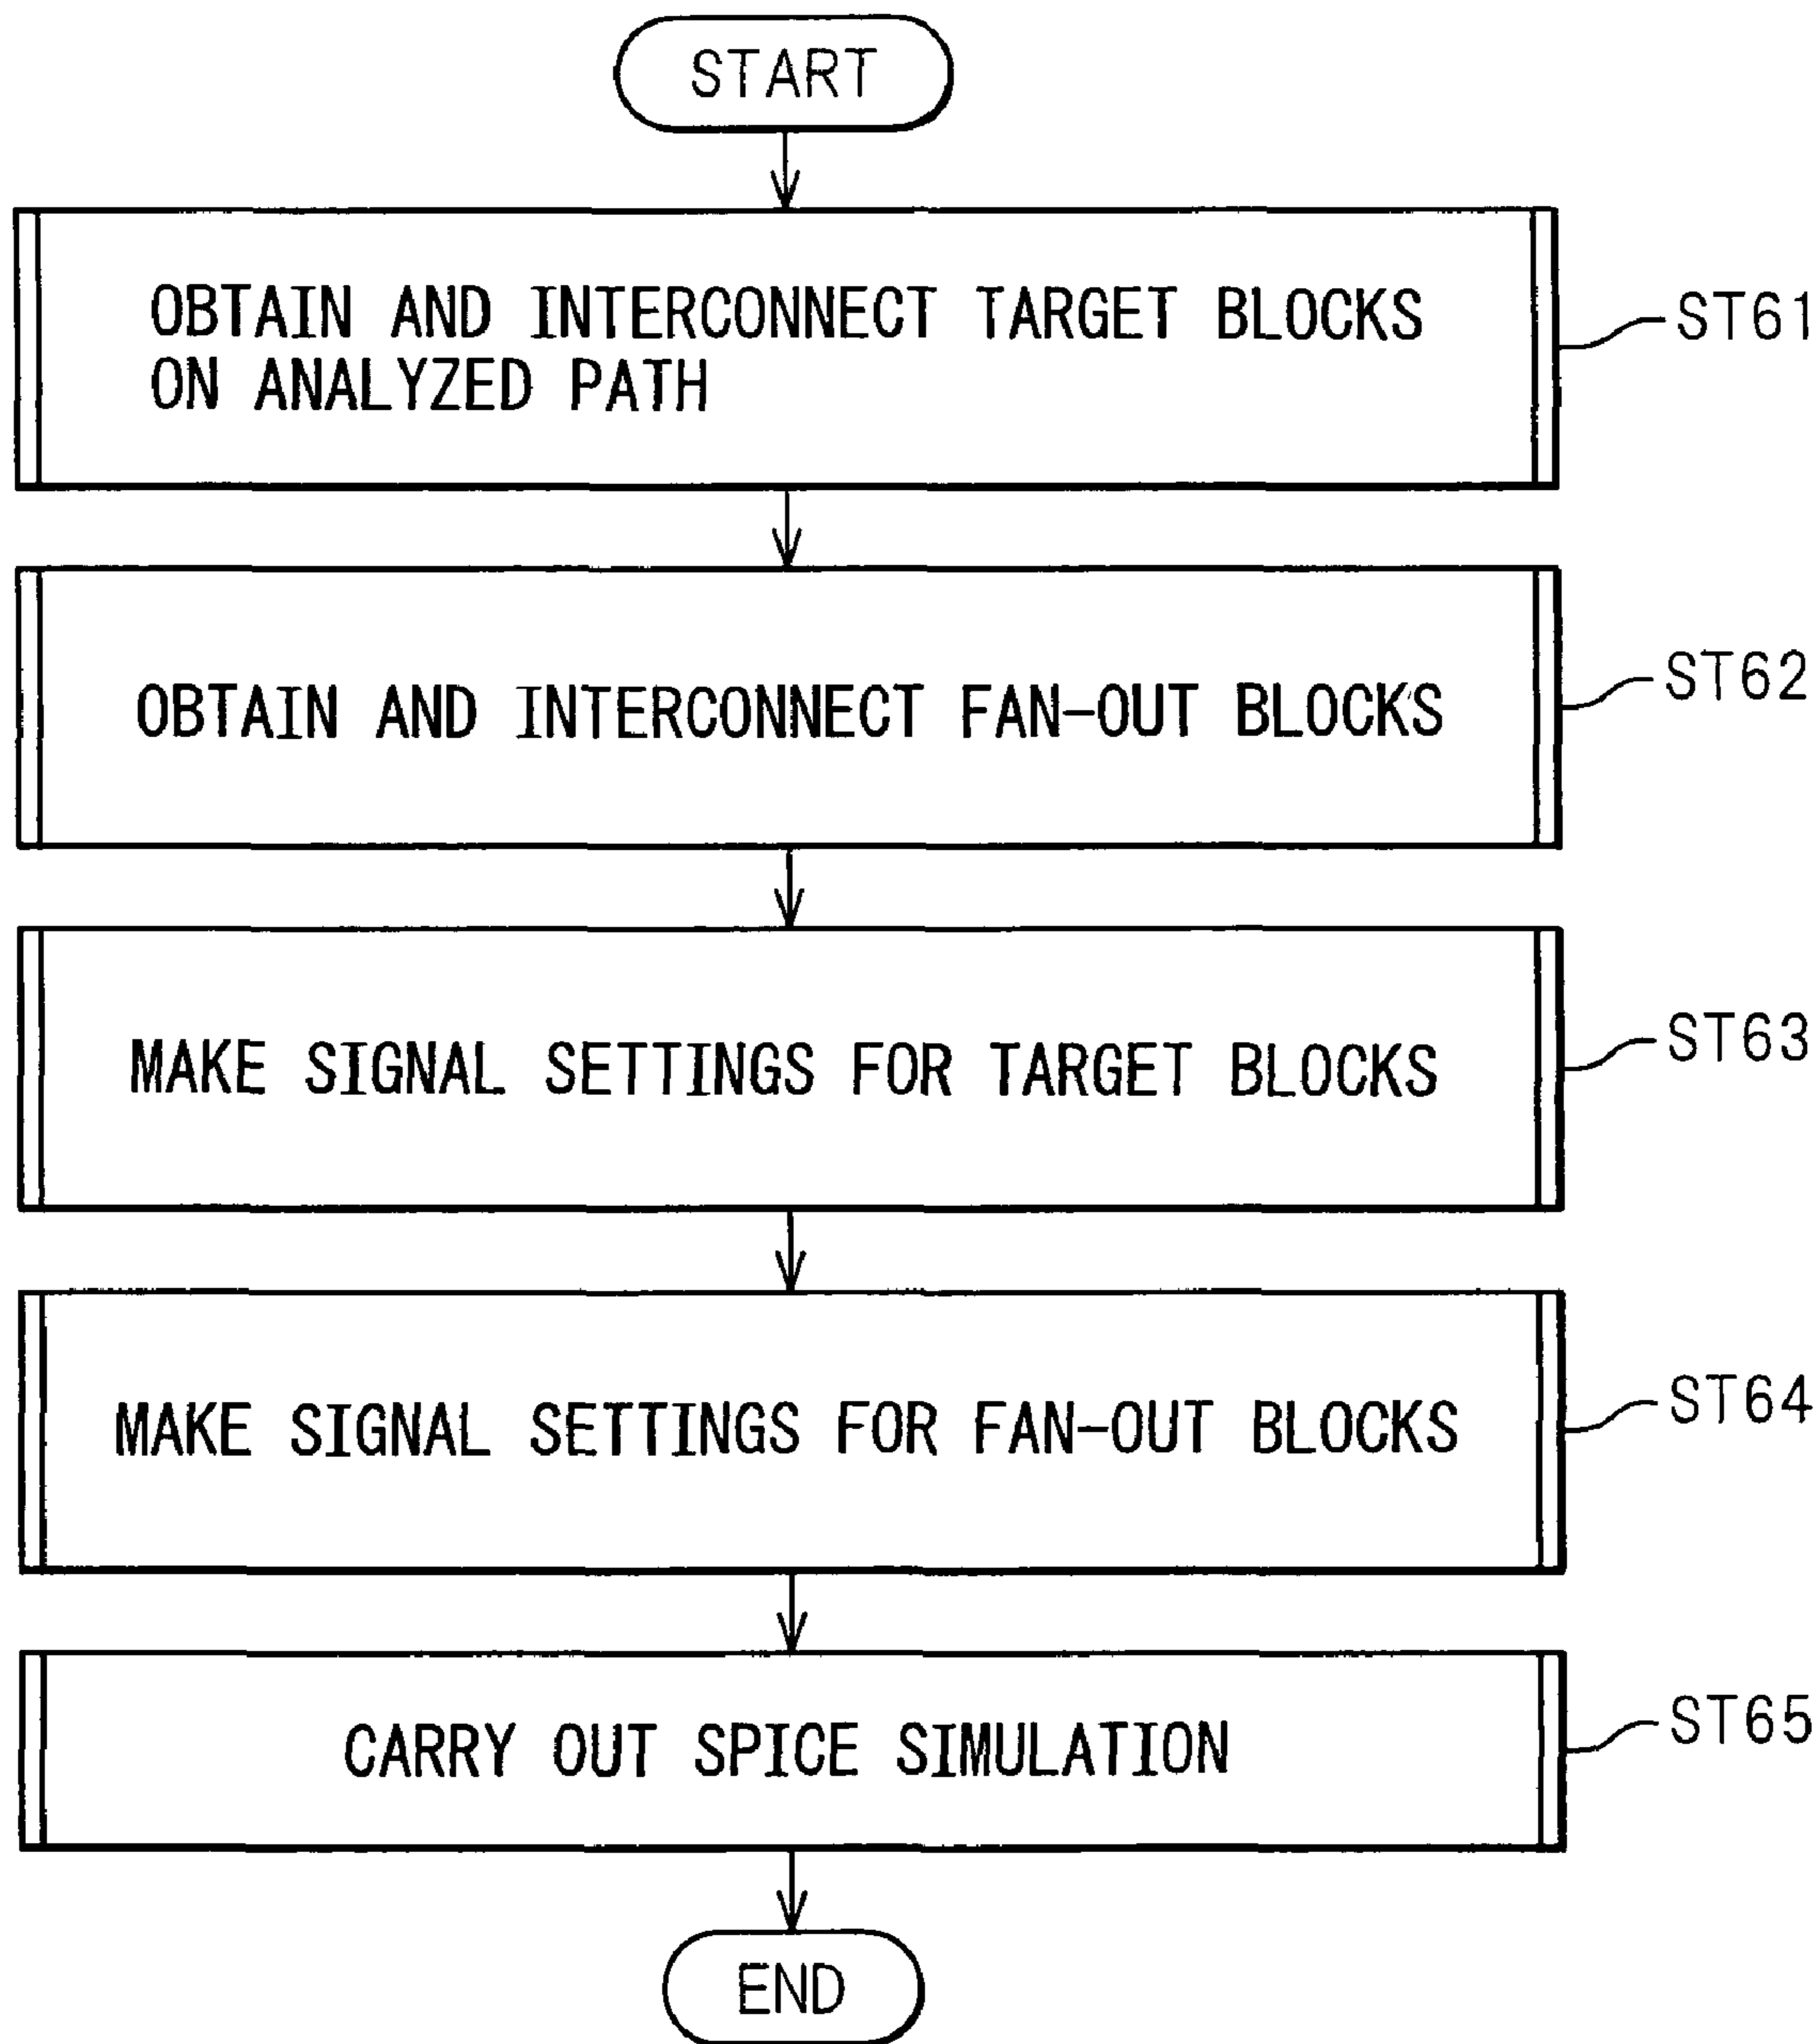 START
OBTAIN AND INTERCONNECT TARGET BLOCKS
ON ANALYZED PATH
ST61
OBTAIN AND INTERCONNECT FAN-OUT BLOCKS
ST62
MAKE SIGNAL SETTINGS FOR TARGET BLOCKS
ST63
MAKE SIGNAL SETTINGS FOR FAN-OUT BLOCKS
ST64
CARRY OUT SPICE SIMULATION
ST65
END